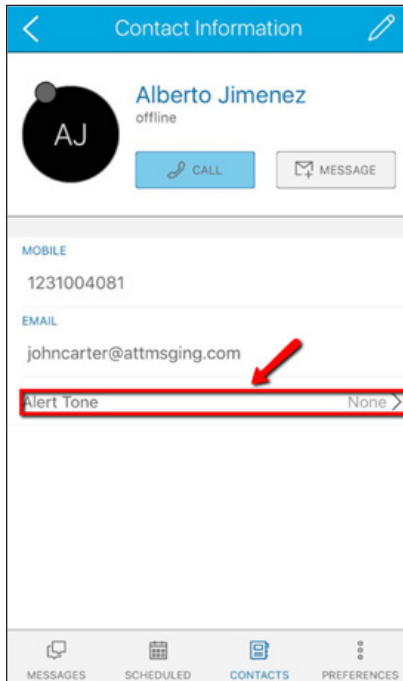 Contact Information
Alberto Jimenez
offline
AJ
CALL
MESSAGE
MOBILE
1231004081
EMAIL
johncarter@attmsging.com
Alert Tone None
MESSAGES SCHEDULED CONTACTS PREFERENCES